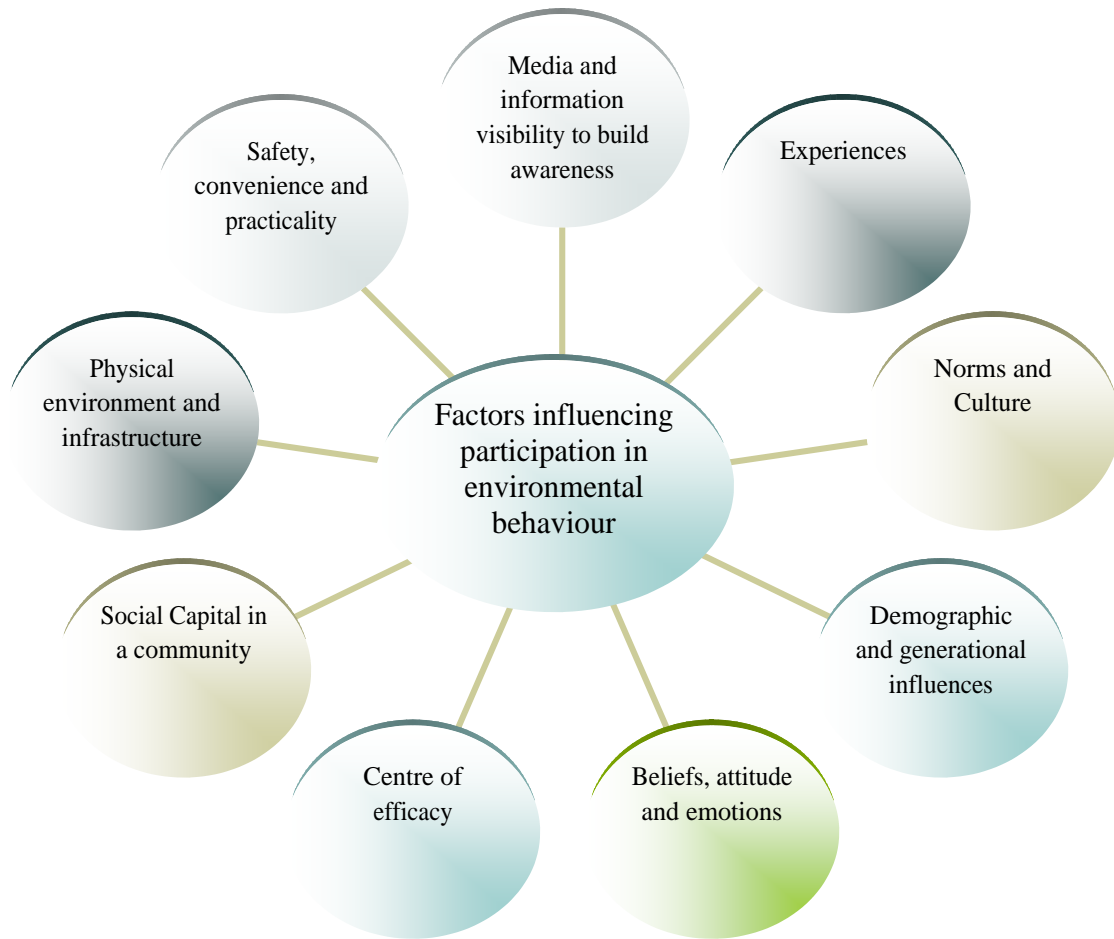 Media and
information
visibility to build
awareness
Experiences
Safety,
convenience and
practicality
Norms and
Culture
Physical
environment and
infrastructure
Factors influencing
participation in
environmental
behaviour
Social Capital in
a community
Demographic
and generational
influences
Centre of
efficacy
Beliefs, attitude
and emotions